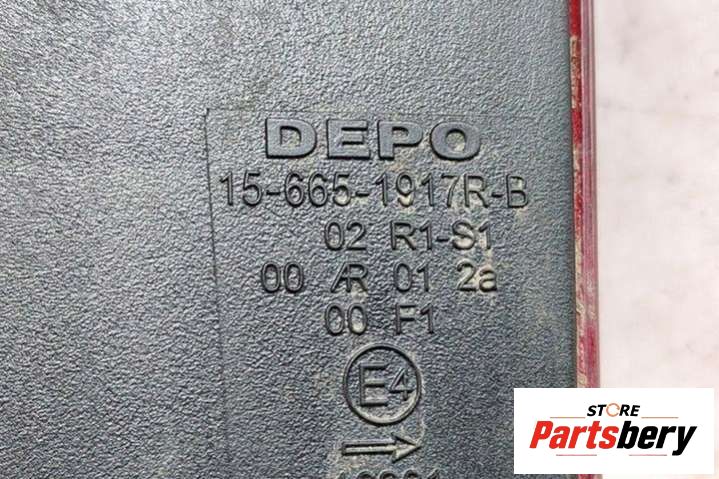 DEPO
15-665-1917R-B
02 R1-S1
00 AR 01 2a
00 F1
E4
STORE
Partsbery